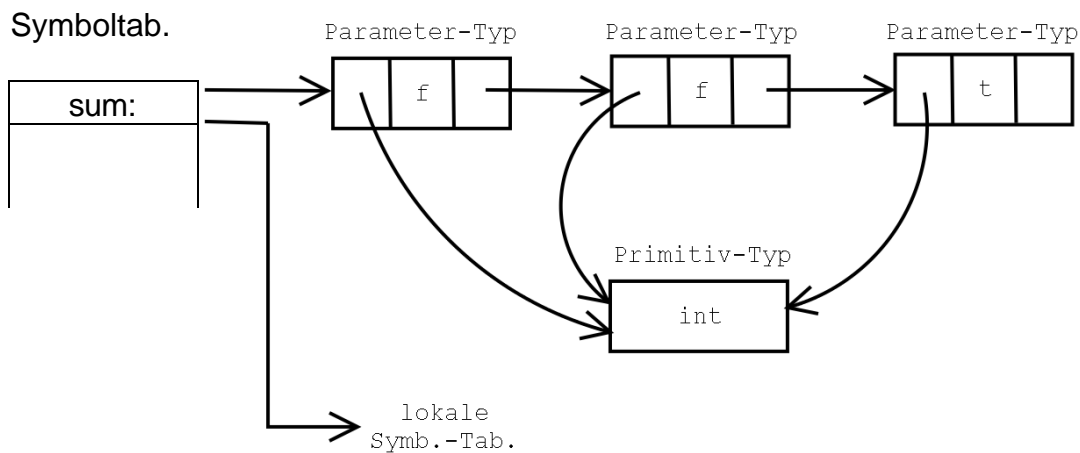 Symboltab.
Parameter-Typ
Parameter-Typ
Parameter-Typ
sum:
f
f
t
Primitiv-Typ
int
lokale
Symb.-Tab.